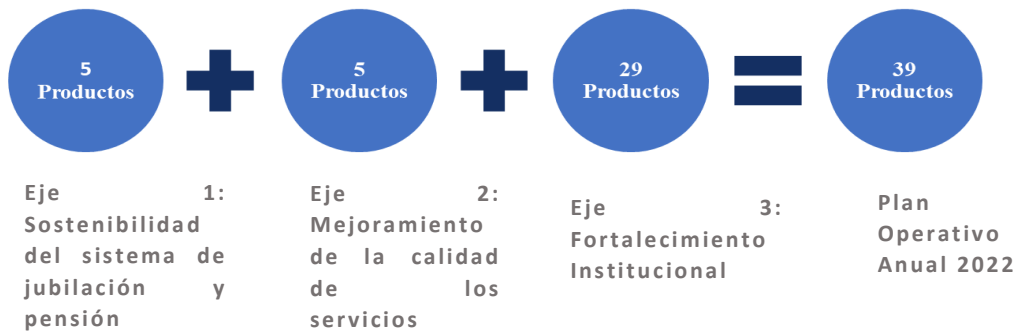 5
Productos
5
Productos
29
Productos
39
Productos
Eje 1:
Sostenibilidad
del sistema de
jubilación y
pensión
Eje 2:
Mejoramiento
de la calidad
de los
servicios
Eje 3:
Fortalecimiento
Institucional
Plan
Operativo
Anual 2022